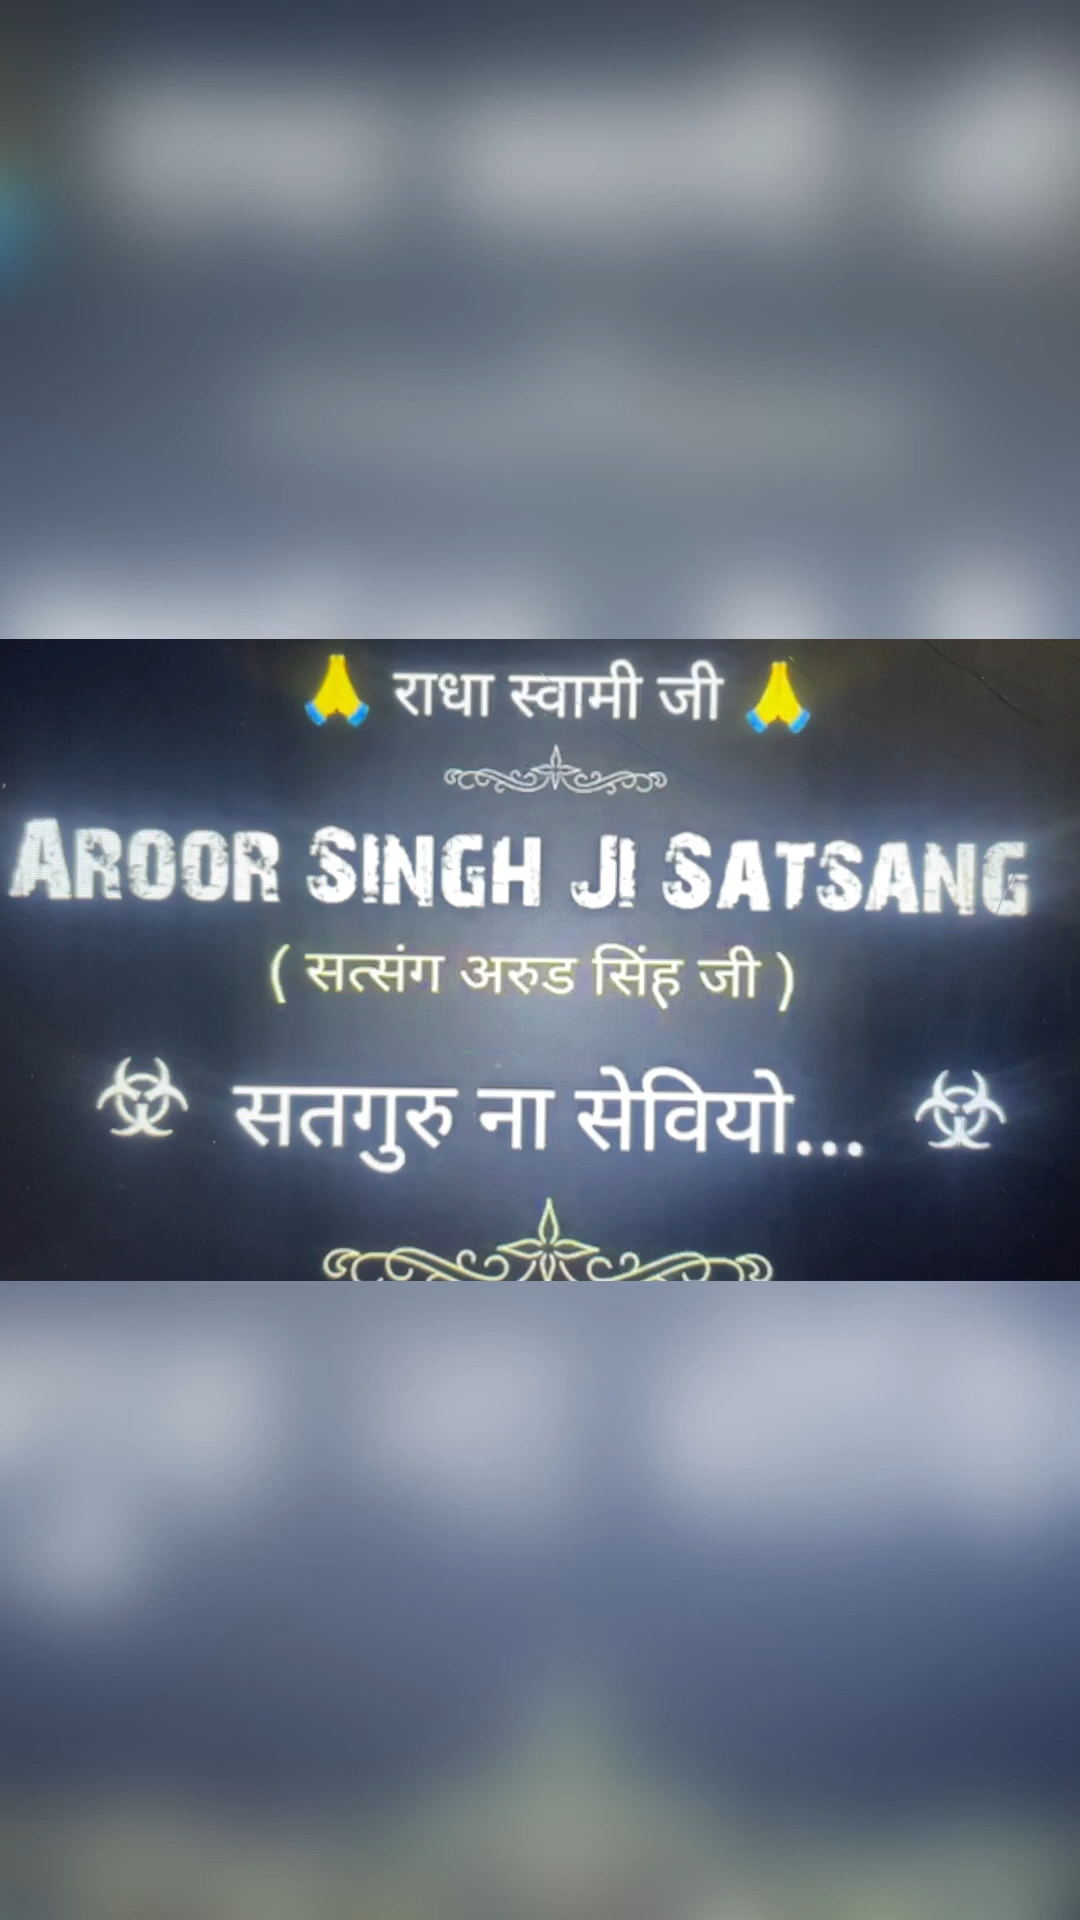 🙏 राधा स्वामी जी 🙏
AROOR SINGH JI SATSANG
( सत्संग अरुड सिंह जी )
☣ सतगुरु ना सेवियो... ☣